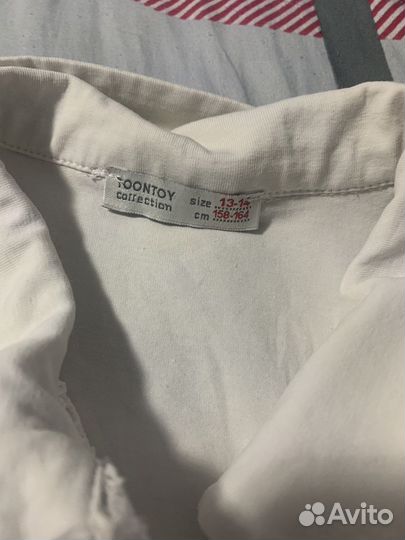 TOONTOY
collection
size 13-14
cm 158-164
Avito